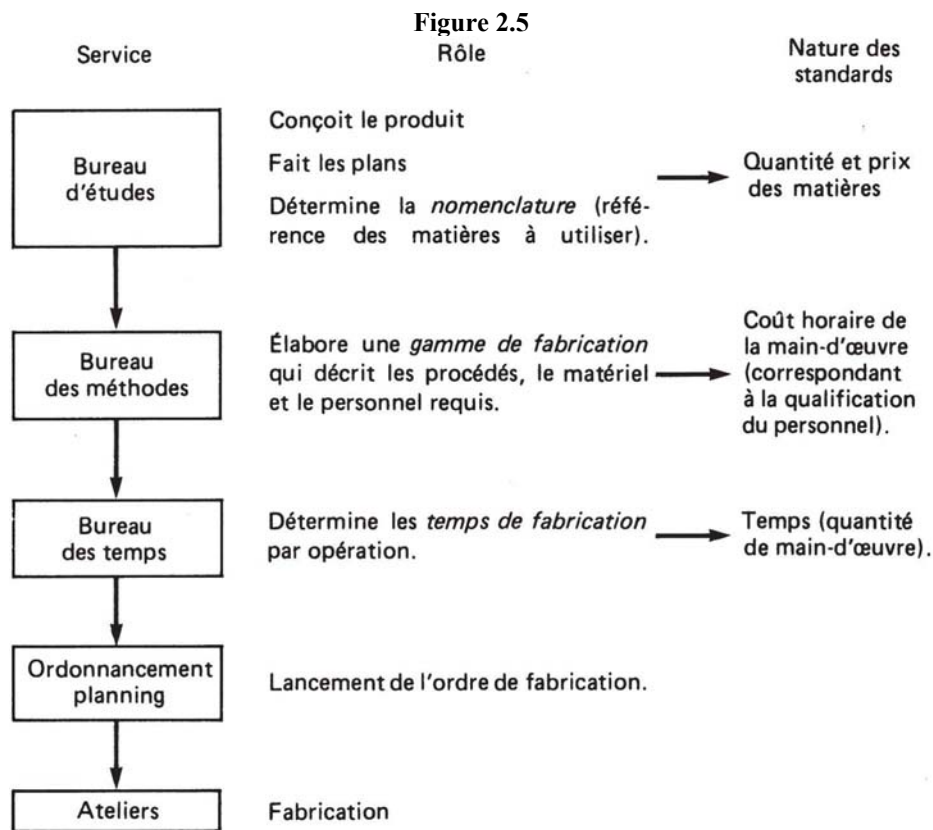 Figure 2.5
Service
Rôle
Nature des
standards
Bureau
d'études
Conçoit le produit
Fait les plans
Détermine la nomenclature (réfé-
rence des matières à utiliser).
Quantité et prix
des matières
Bureau
des méthodes
Élabore une gamme de fabrication
qui décrit les procédés, le matériel
et le personnel requis.
Coût horaire de
la main-d'œuvre
(correspondant
à la qualification
du personnel).
Bureau
des temps
Détermine les temps de fabrication
par opération.
Temps (quantité
de main-d'œuvre).
Ordonnancement
planning
Lancement de l'ordre de fabrication.
Ateliers
Fabrication